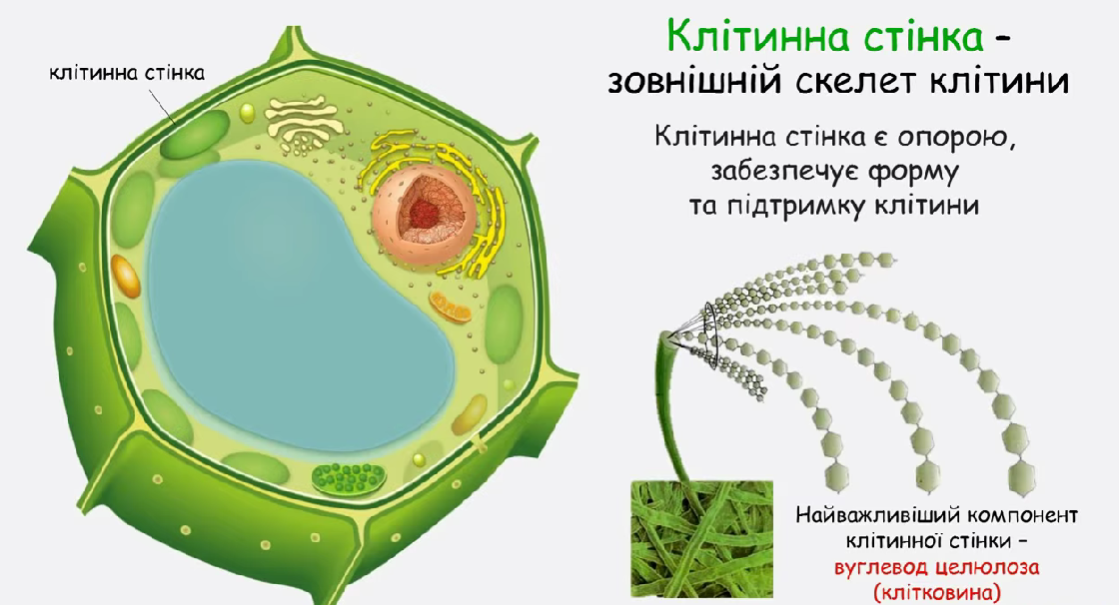 клітинна стінка
Клітинна стінка –
зовнішній скелет клітини
Клітинна стінка є опорою,
забезпечує форму
та підтримку клітини
Найважливіший компонент
клітинної стінки –
вуглевод целюлоза
(клітковина)